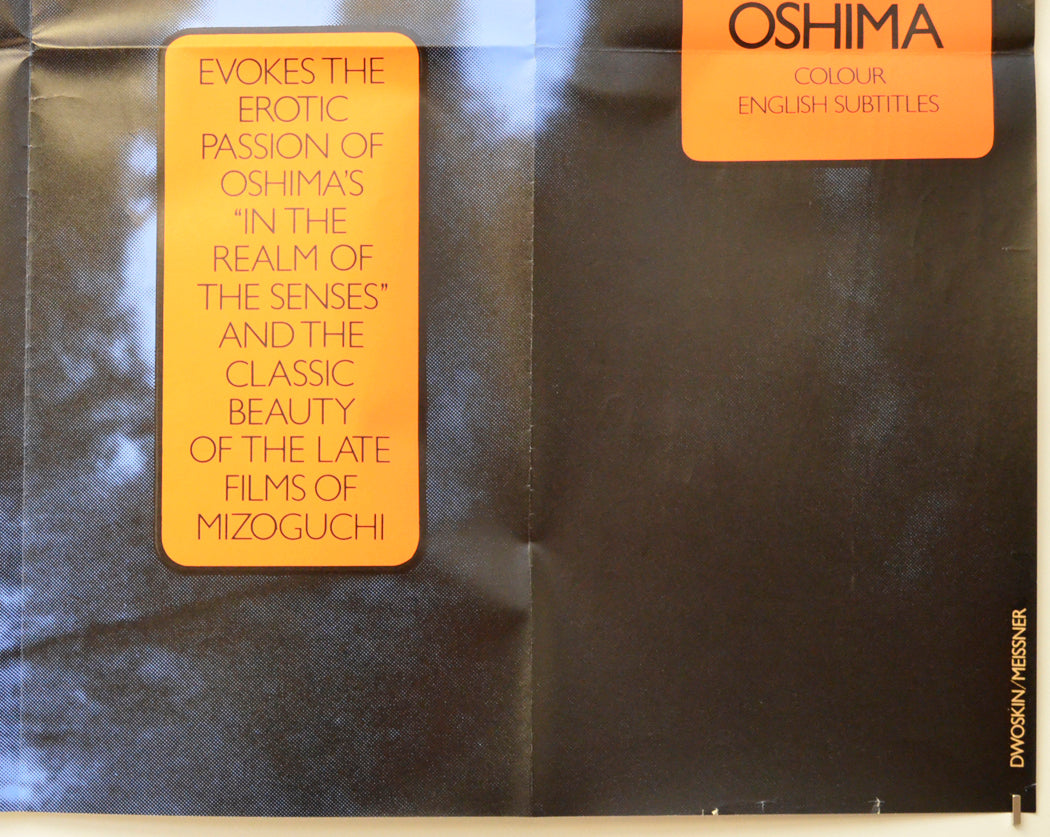 OSHIMA
COLOUR
ENGLISH SUBTITLES
EVOKES THE
EROTIC
PASSION OF
OSHIMA'S
“IN THE
REALM OF
THE SENSES”
AND THE
CLASSIC
BEAUTY
OF THE LATE
FILMS OF
MIZOGUCHI
DWOSKIN/MEISSNER